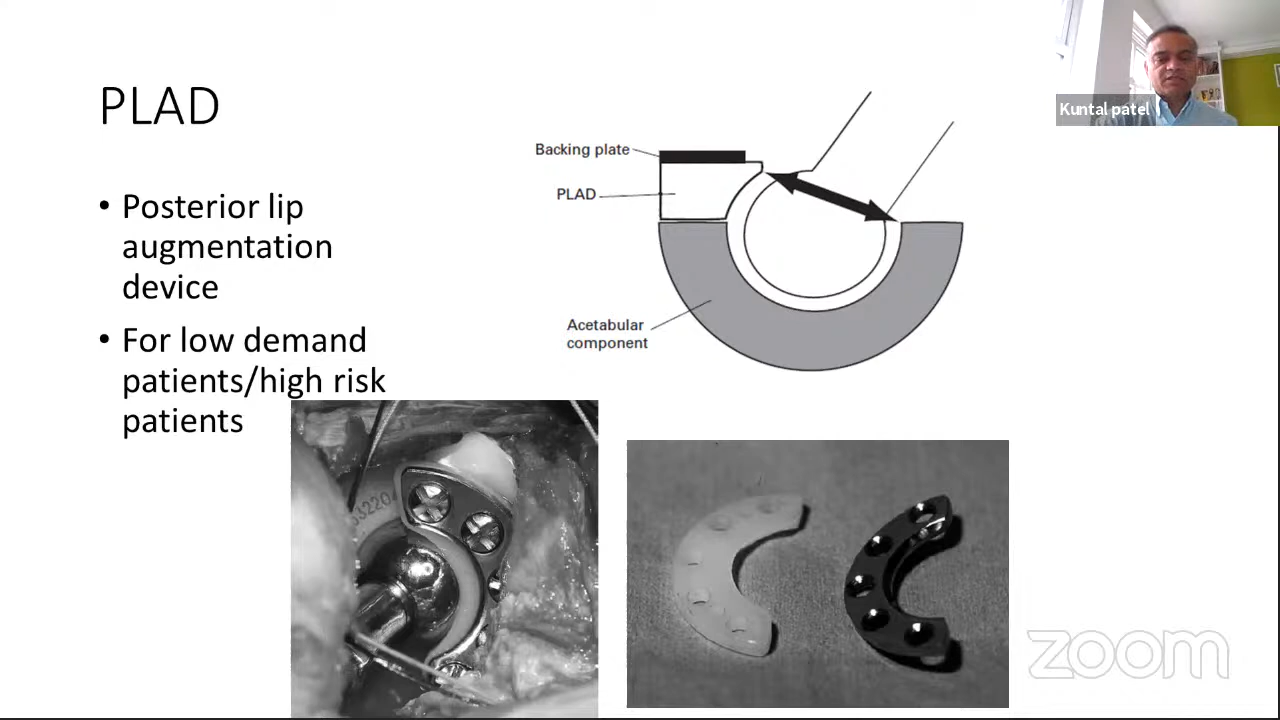 PLAD
• Posterior lip
augmentation
device
• For low demand
patients/high risk
patients
Backing plate
PLAD
Acetabular
component
Kuntal patel
zoom